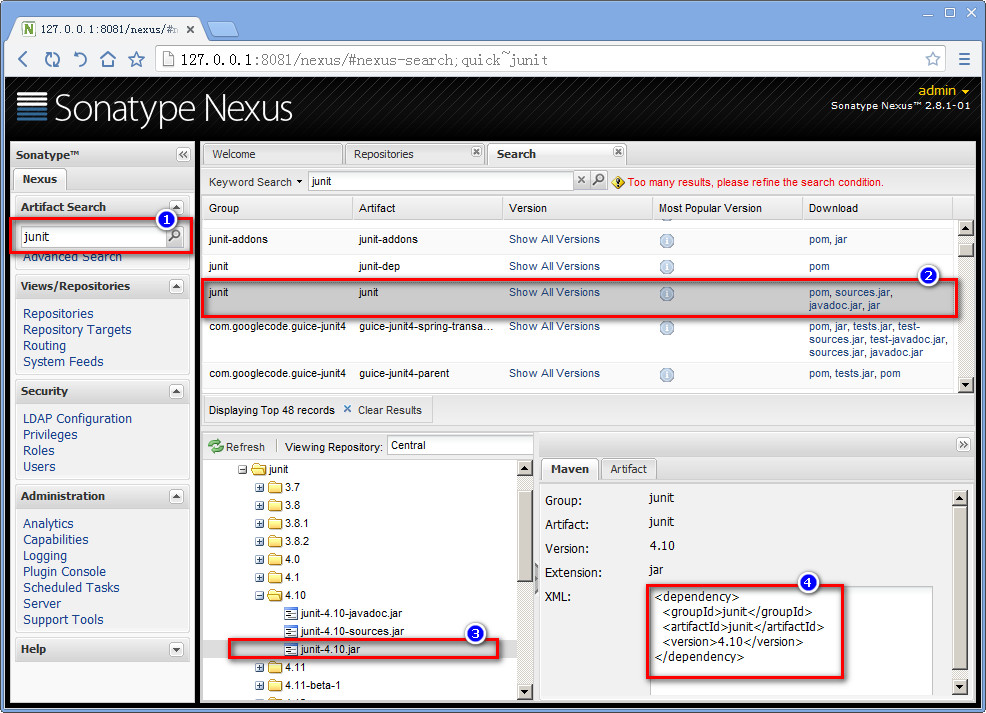 127.0.0.1:8081/nexus/#n
127.0.0.1:8081/nexus/#nexus-search;quick~junit
Sonatype Nexus
admin
Sonatype Nexus™ 2.8.1-01
Sonatype™
Nexus
Artifact Search
1
junit
Advanced Search
Views/Repositories
Repositories
Repository Targets
Routing
System Feeds
Security
LDAP Configuration
Privileges
Roles
Users
Administration
Analytics
Capabilities
Logging
Plugin Console
Scheduled Tasks
Server
Support Tools
Help
Welcome
Repositories
Search
Keyword Search
junit
Too many results, please refine the search condition.
Group Artifact Version Most Popular Version Download
junit-addons junit-addons Show All Versions pom, jar
junit junit-dep Show All Versions pom
2
junit junit Show All Versions pom, sources.jar,
javadoc.jar, jar
com.googlecode.guice-junit4 guice-junit4-spring-transa... Show All Versions pom, jar, tests.jar, test-
sources.jar, test-javadoc.jar,
sources.jar, javadoc.jar
com.googlecode.guice-junit4 guice-junit4-parent Show All Versions pom, tests.jar, pom
Displaying Top 48 records Clear Results
Refresh Viewing Repository: Central
junit
3.7
3.8
3.8.1
3.8.2
4.0
4.1
4.10
junit-4.10-javadoc.jar
junit-4.10-sources.jar
3
junit-4.10.jar
4.11
4.11-beta-1
Maven
Artifact
Group: junit
Artifact: junit
Version: 4.10
Extension: jar
XML:
4
<dependency>
<groupId>junit</groupId>
<artifactId>junit</artifactId>
<version>4.10</version>
</dependency>